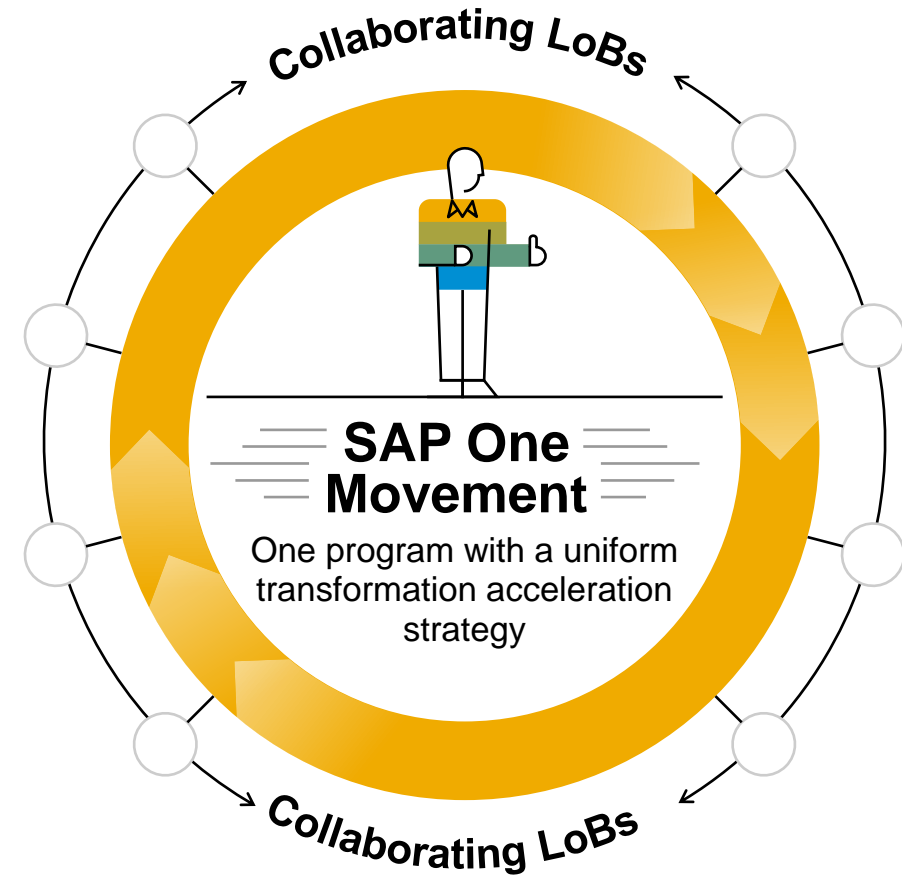 Collaborating LoBs
SAP One
Movement
One program with a uniform
transformation acceleration
strategy
Collaborating LoBs